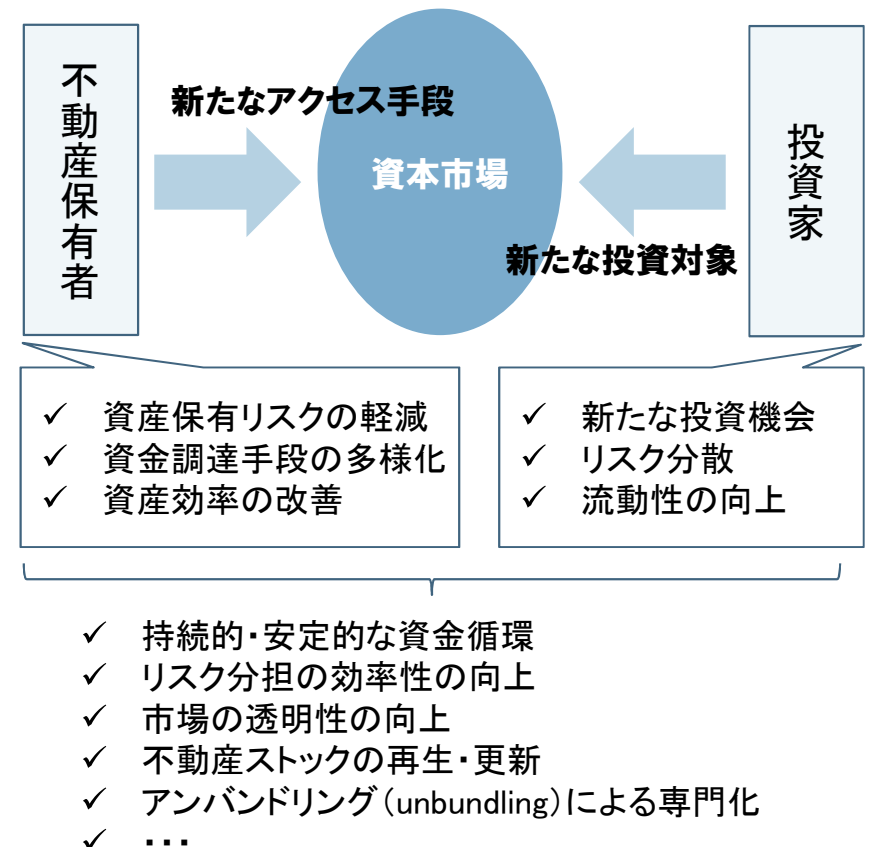 不動産保有者
新たなアクセス手段
資本市場
投資家
新たな投資対象
✓ 資産保有リスクの軽減
✓ 資金調達手段の多様化
✓ 資産効率の改善
✓ 新たな投資機会
✓ リスク分散
✓ 流動性の向上
✓ 持続的・安定的な資金循環
✓ リスク分担の効率性の向上
✓ 市場の透明性の向上
✓ 不動産ストックの再生・更新
✓ アンバンドリング(unbundling)による専門化
✓ ・・・